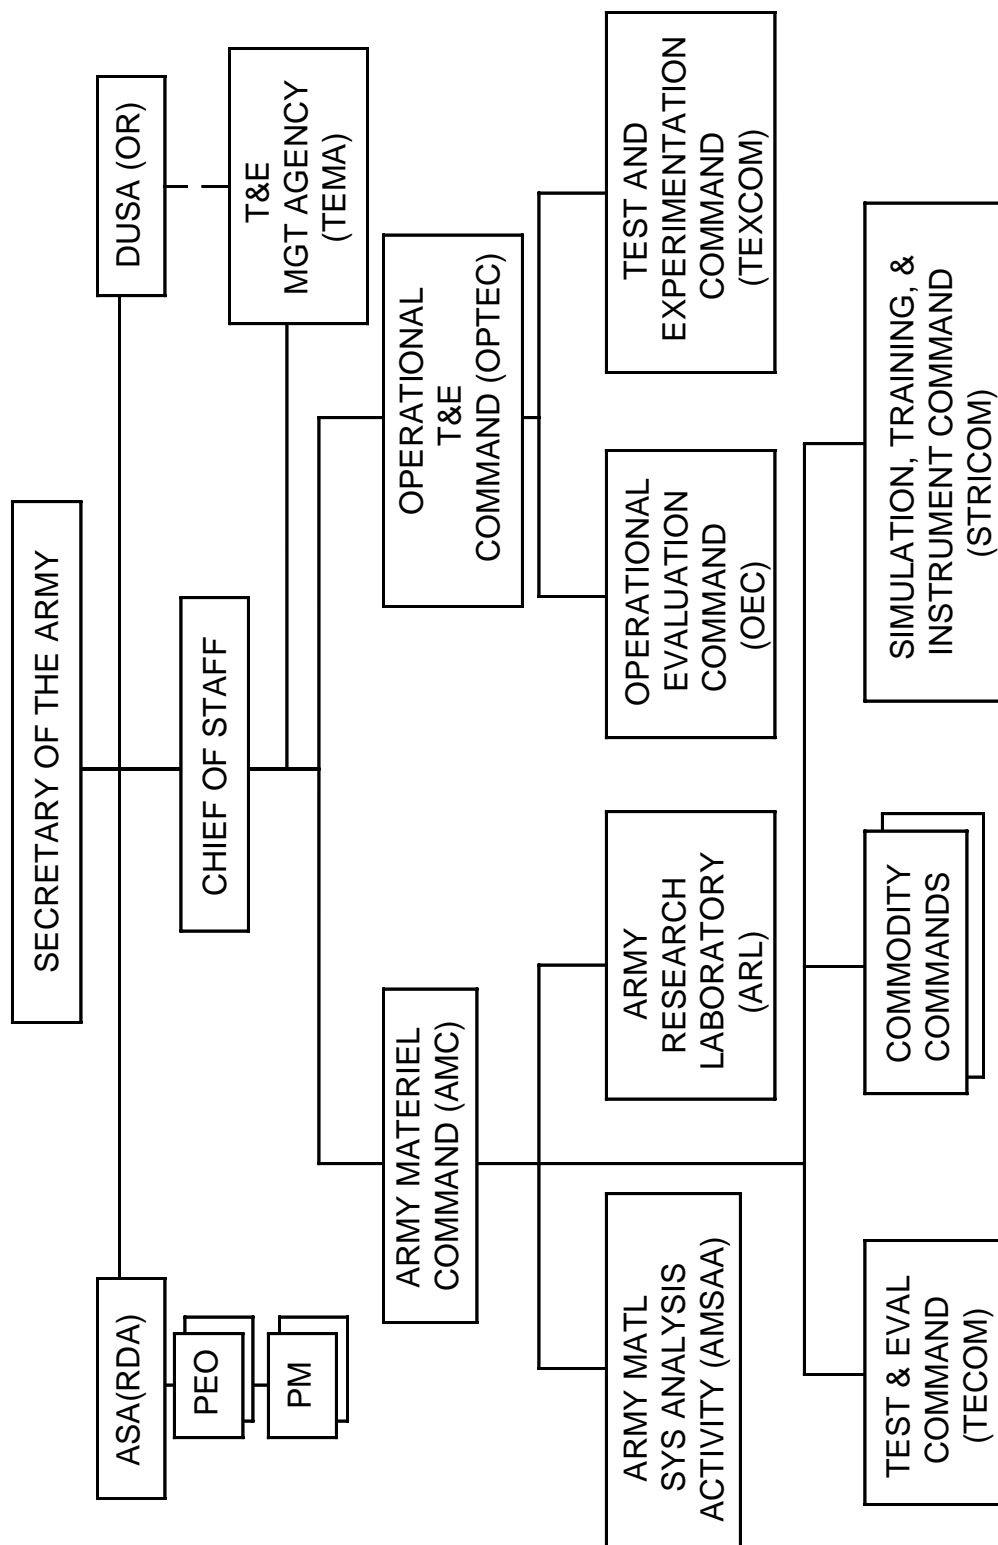 SECRETARY OF THE ARMY
ASA(RDA)
DUSA (OR)
PEO
PM
CHIEF OF STAFF
T&E
MGT AGENCY
(TEMA)
ARMY MATERIEL
COMMAND (AMC)
OPERATIONAL
T&E
COMMAND (OPTEC)
ARMY MATL
SYS ANALYSIS
ACTIVITY (AMSAA)
ARMY
RESEARCH
LABORATORY
(ARL)
OPERATIONAL
EVALUATION
COMMAND
(OEC)
TEST AND
EXPERIMENTATION
COMMAND
(TEXCOM)
TEST & EVAL
COMMAND
(TECOM)
COMMODITY
COMMANDS
SIMULATION, TRAINING, &
INSTRUMENT COMMAND
(STRICOM)